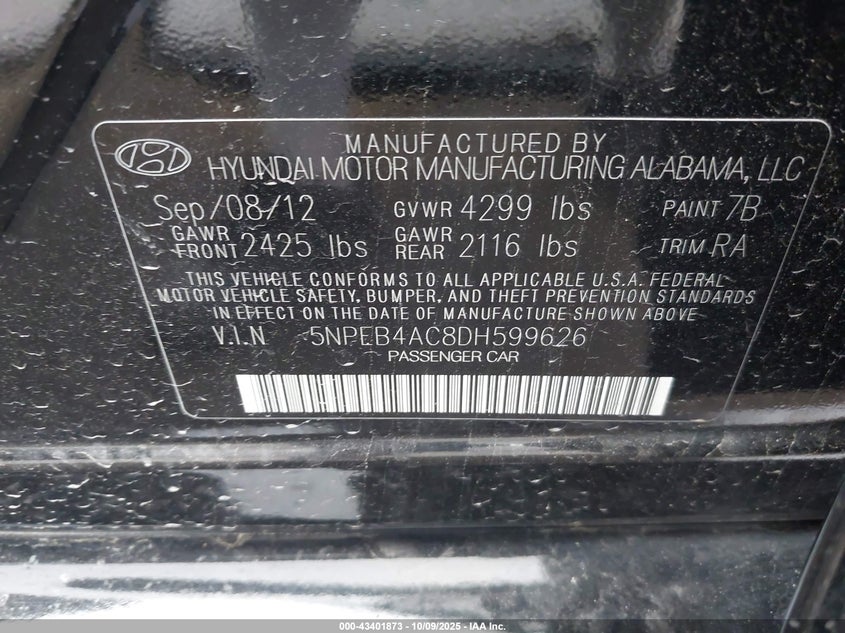 MANUFACTURED BY
HYUNDAI MOTOR MANUFACTURING ALABAMA, LLC
Sep/08/12 GVWR 4299 lbs PAINT 7B
GAWR FRONT 2425 lbs GAWR REAR 2116 lbs TRIM RA
THIS VEHICLE CONFORMS TO ALL APPLICABLE U.S.A. FEDERAL
MOTOR VEHICLE SAFETY, BUMPER, AND THEFT PREVENTION STANDARDS
IN EFFECT ON THE DATE OF MANUFACTURE SHOWN ABOVE
V.I.N 5NPEB4AC8DH599626
PASSENGER CAR
000-43401873 - 10/09/2025 - IAA Inc.